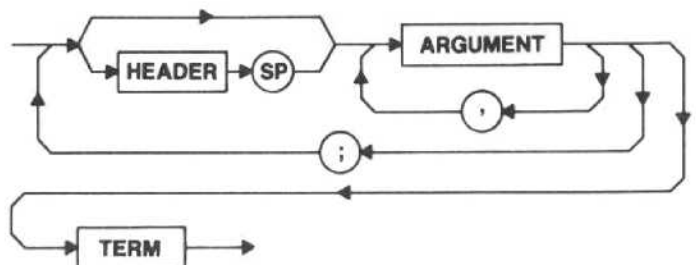 HEADER SP ARGUMENT
,
;
TERM